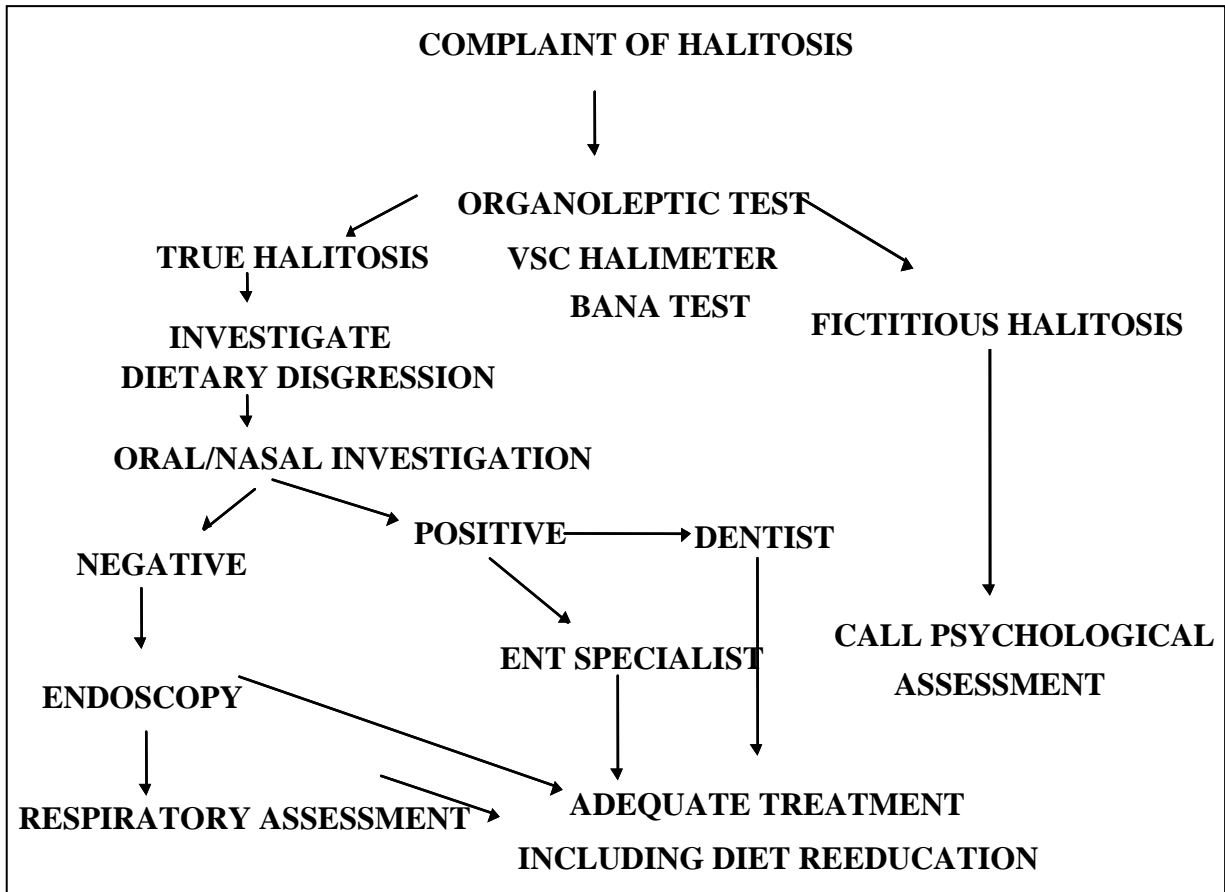 COMPLAINT OF HALITOSIS
ORGANOLEPTIC TEST
TRUE HALITOSIS
VSC HALIMETER
BANA TEST
FICTITIOUS HALITOSIS
INVESTIGATE
DIETARY DISGRESSION
ORAL/NASAL INVESTIGATION
POSITIVE
DENTIST
NEGATIVE
CALL PSYCHOLOGICAL
ASSESSMENT
ENT SPECIALIST
ENDOSCOPY
RESPIRATORY ASSESSMENT
ADEQUATE TREATMENT
INCLUDING DIET REEDUCATION